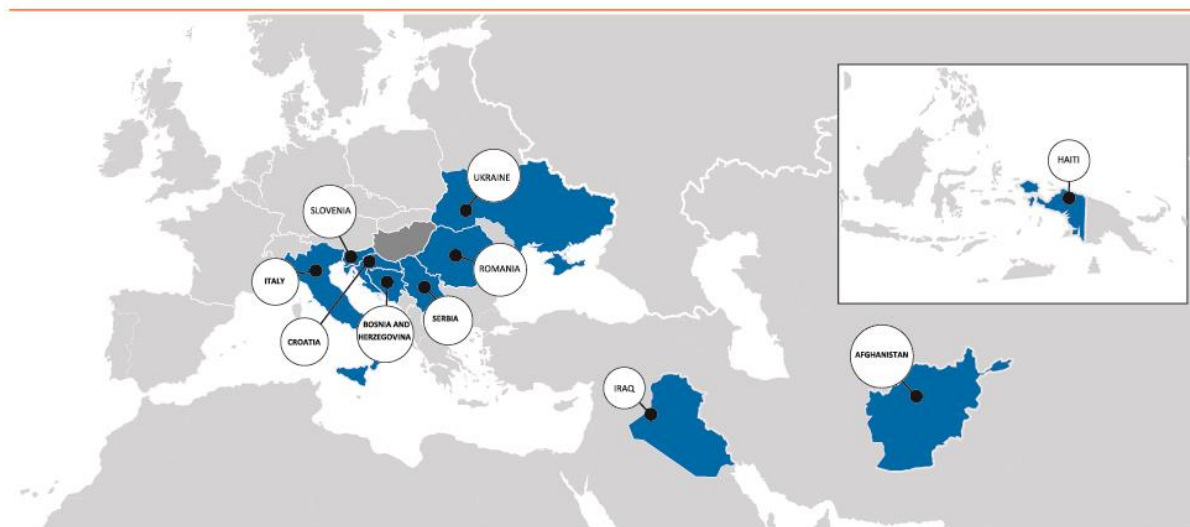 UKRAINE
HAITI
SLOVENIA
ROMANIA
ITALY
SERBIA
BOSNIA AND
HERZEGOVINA
CROATIA
AFGHANISTAN
IRAQ